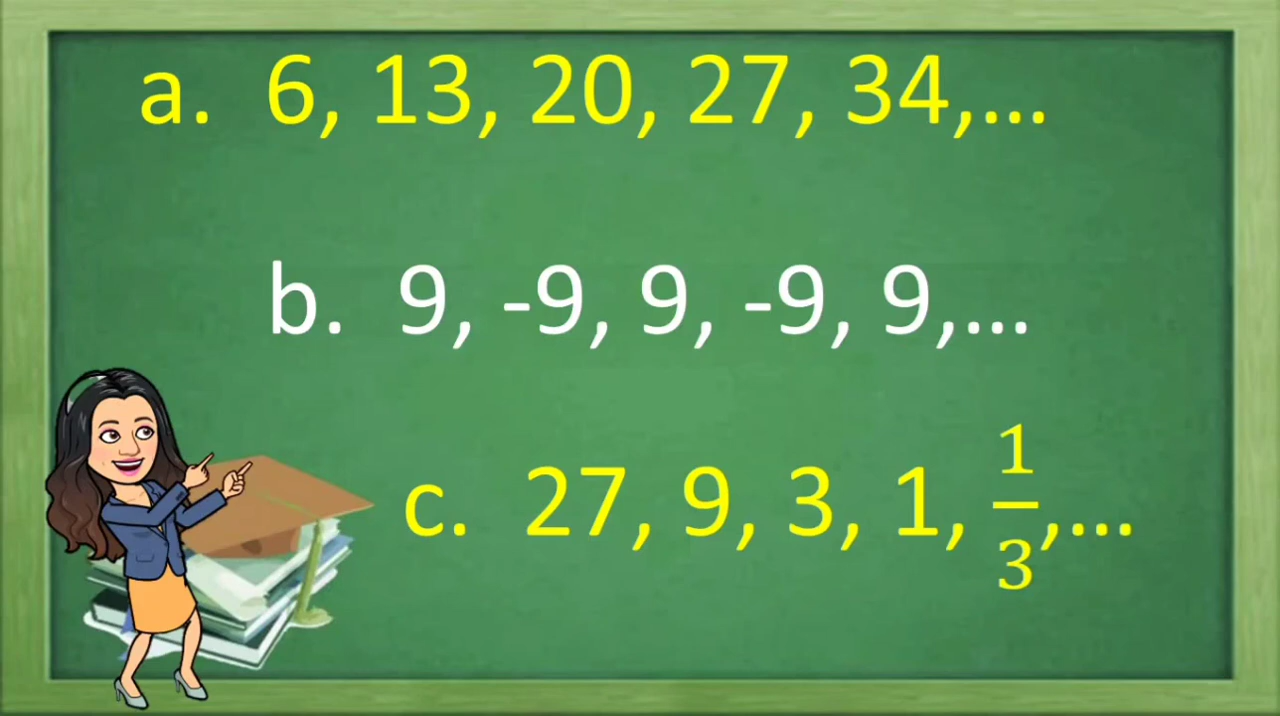 a. 6, 13, 20, 27, 34,...
b. 9, -9, 9, -9, 9,...
c. 27, 9, 3, 1, 1/3,...